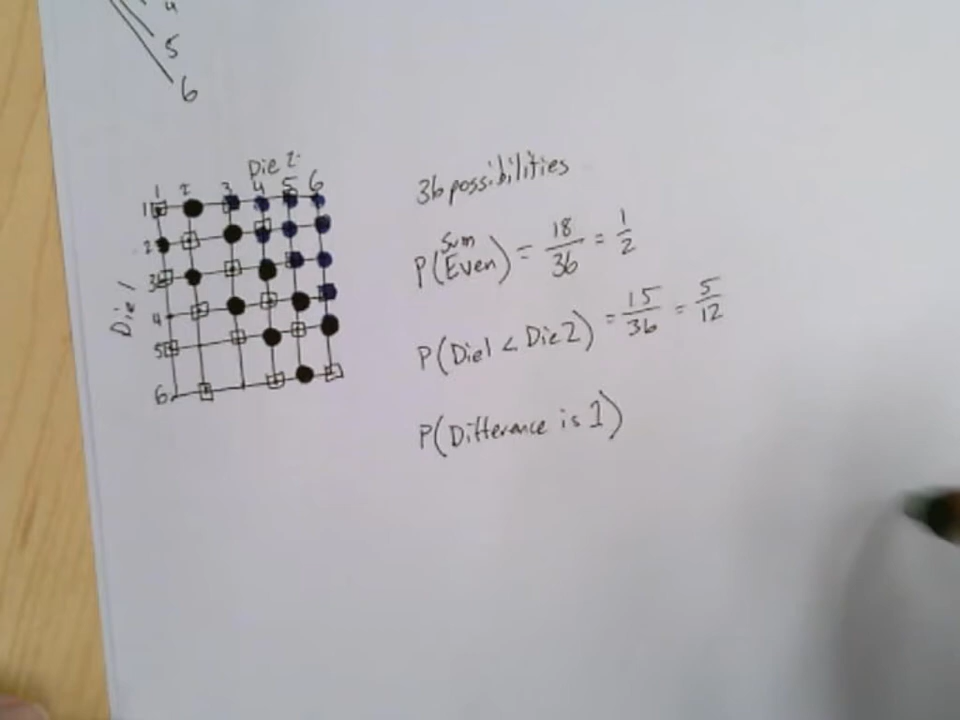 4
5
6
Die 2
1 2 3 4 5 6
1
2
3
4
5
6
Die 1
36 possibilities
P(Sum Even) = 18/36 = 1/2
P(Die1 < Die2) = 15/36 = 5/12
P(Difference is 1)